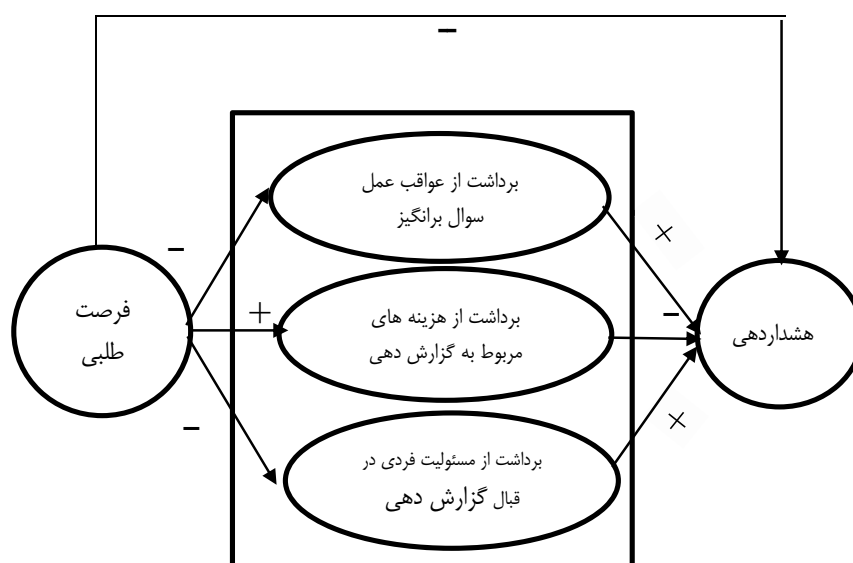 −
برداشت از عواقب عمل
سوال برانگیز
+
−
فرصت
طلبی
+
برداشت از هزینه های
مربوط به گزارش دهی
−
هشداردهی
−
برداشت از مسئولیت فردی در
قبال گزارش دهی
+